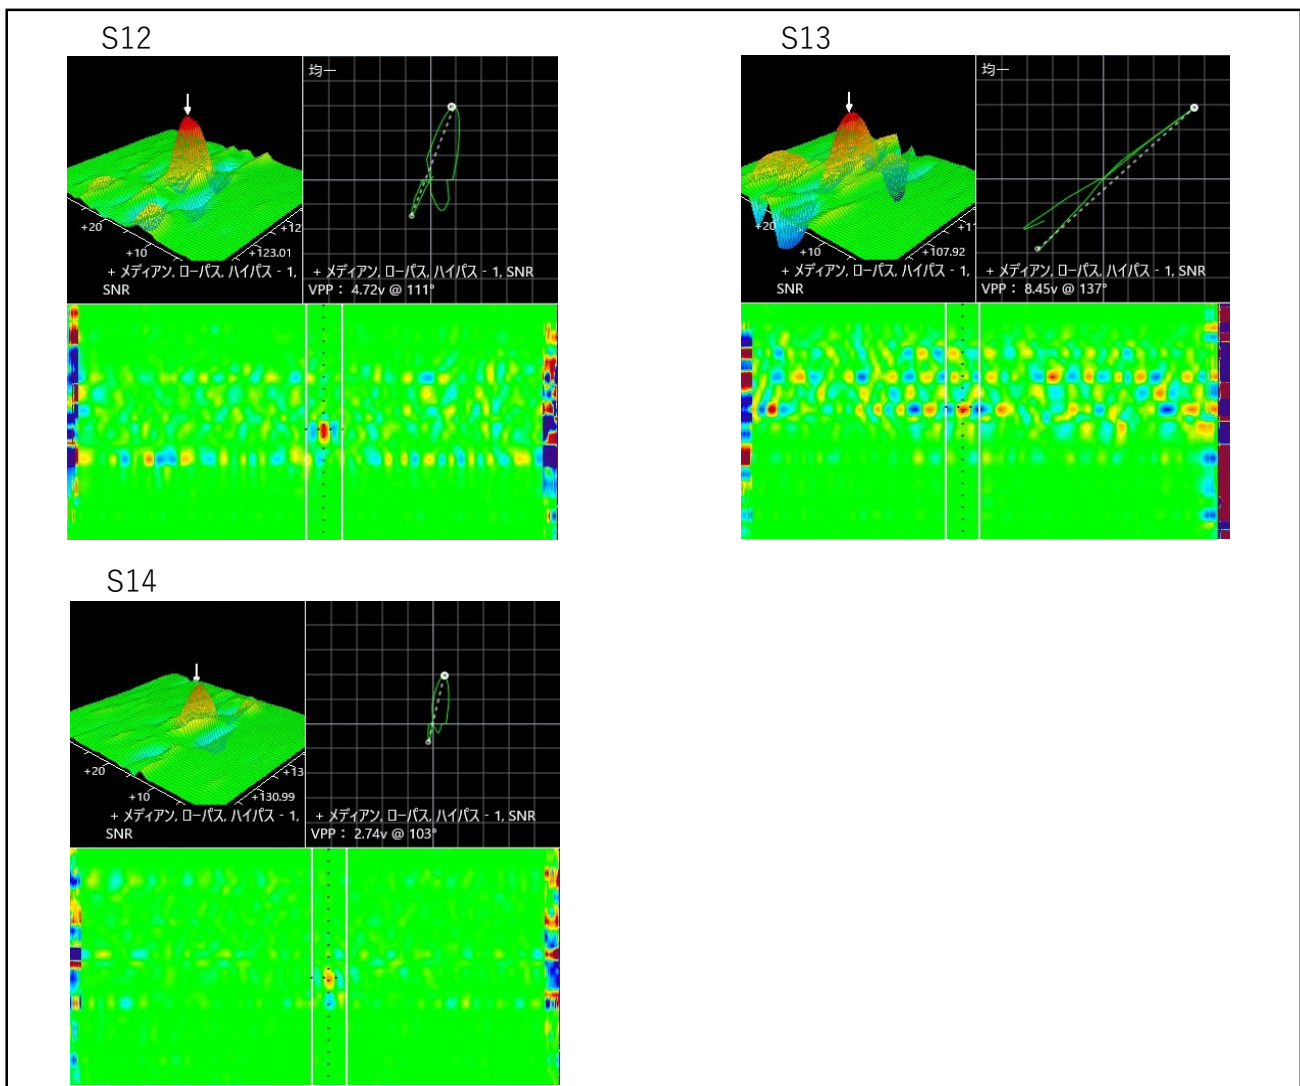 S12
均一
+20
+12
+10
+123.01
+ メディアン, ローパス, ハイパス - 1,
SNR
+ メディアン, ローパス, ハイパス - 1, SNR
VPP： 4.72v @ 111°
S13
均一
+20
+1
+10
+107.92
+ メディアン, ローパス, ハイパス - 1,
SNR
+ メディアン, ローパス, ハイパス - 1, SNR
VPP： 8.45v @ 137°
S14
+20
+13
+10
+130.99
+ メディアン, ローパス, ハイパス - 1,
SNR
+ メディアン, ローパス, ハイパス - 1, SNR
VPP： 2.74v @ 103°